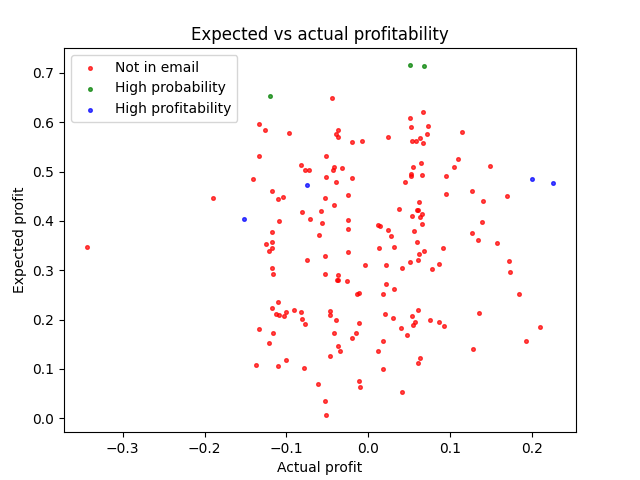 Expected vs actual profitability
Not in email
High probability
High profitability
Expected profit
0.7
0.6
0.5
0.4
0.3
0.2
0.1
0.0
−0.3
−0.2
−0.1
0.0
0.1
0.2
Actual profit